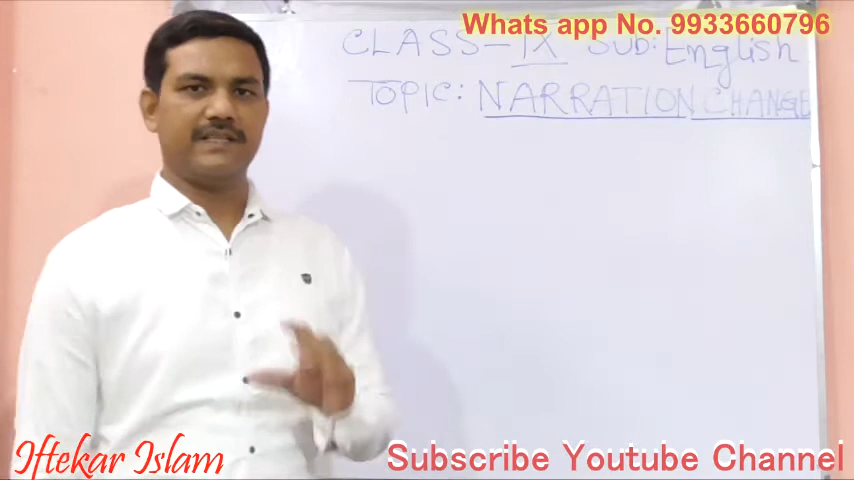 Whats app No. 9933660796
CLASS-IX SUB: English
TOPIC: NARRATION CHANGE
Iftekar Islam
Subscribe Youtube Channel